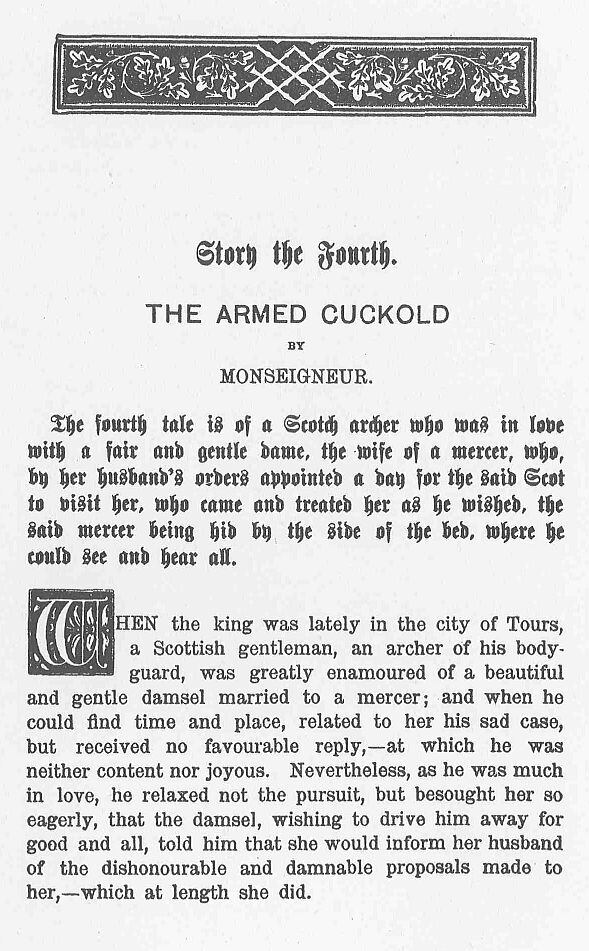 Story the Fourth.
THE ARMED CUCKOLD
BY
MONSEIGNEUR.
The fourth tale is of a Scotch archer who was in love
with a fair and gentle dame, the wife of a mercer, who,
by her husband's orders appointed a day for the said Scot
to visit her, who came and treated her as he wished, the
said mercer being hid by the side of the bed, where he
could see and hear all.
WHEN the king was lately in the city of Tours,
a Scottish gentleman, an archer of his body-
guard, was greatly enamoured of a beautiful
and gentle damsel married to a mercer; and when he
could find time and place, related to her his sad case,
but received no favourable reply,—at which he was
neither content nor joyous. Nevertheless, as he was much
in love, he relaxed not the pursuit, but besought her so
eagerly, that the damsel, wishing to drive him away for
good and all, told him that she would inform her husband
of the dishonourable and damnable proposals made to
her,—which at length she did.